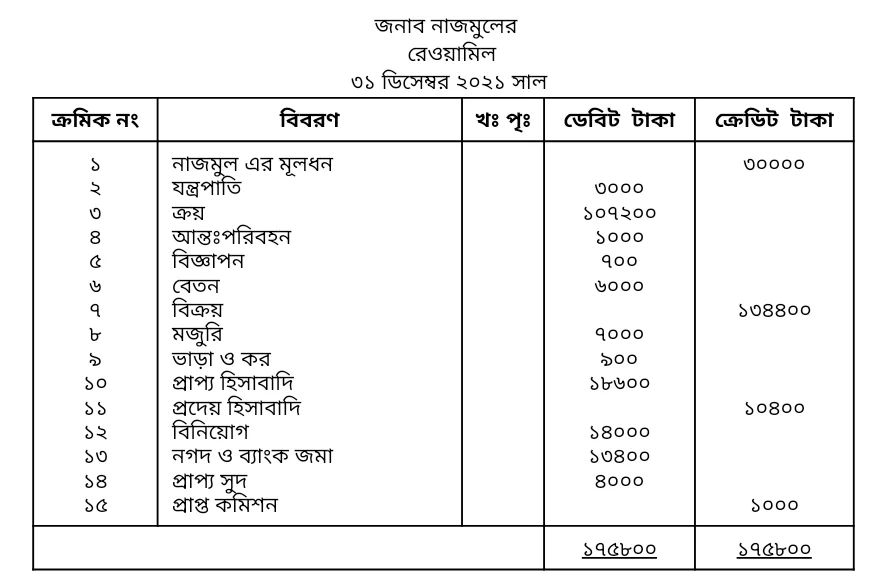 জনাব নাজমুলের
রেওয়ামিল
৩১ ডিসেম্বর ২০২১ সাল
ক্রমিক নং বিবরণ খঃ পৃঃ ডেবিট টাকা ক্রেডিট টাকা
১ নাজমুল এর মূলধন ৩০০০০
২ যন্ত্রপাতি ৩০০০
৩ ক্রয় ১০৭২০০
৪ আন্তঃপরিবহন ১০০০
৫ বিজ্ঞাপন ৭০০
৬ বেতন ৬০০০
৭ বিক্রয় ১৩৪৪০০
৮ মজুরি ৭০০০
৯ ভাড়া ও কর ৯০০
১০ প্রাপ্য হিসাবাদি ১৮৬০০
১১ প্রদেয় হিসাবাদি ১০৪০০
১২ বিনিয়োগ ১৪০০০
১৩ নগদ ও ব্যাংক জমা ১৩৪০০
১৪ প্রাপ্য সুদ ৪০০০
১৫ প্রাপ্ত কমিশন ১০০০
১৭৫৮০০ ১৭৫৮০০